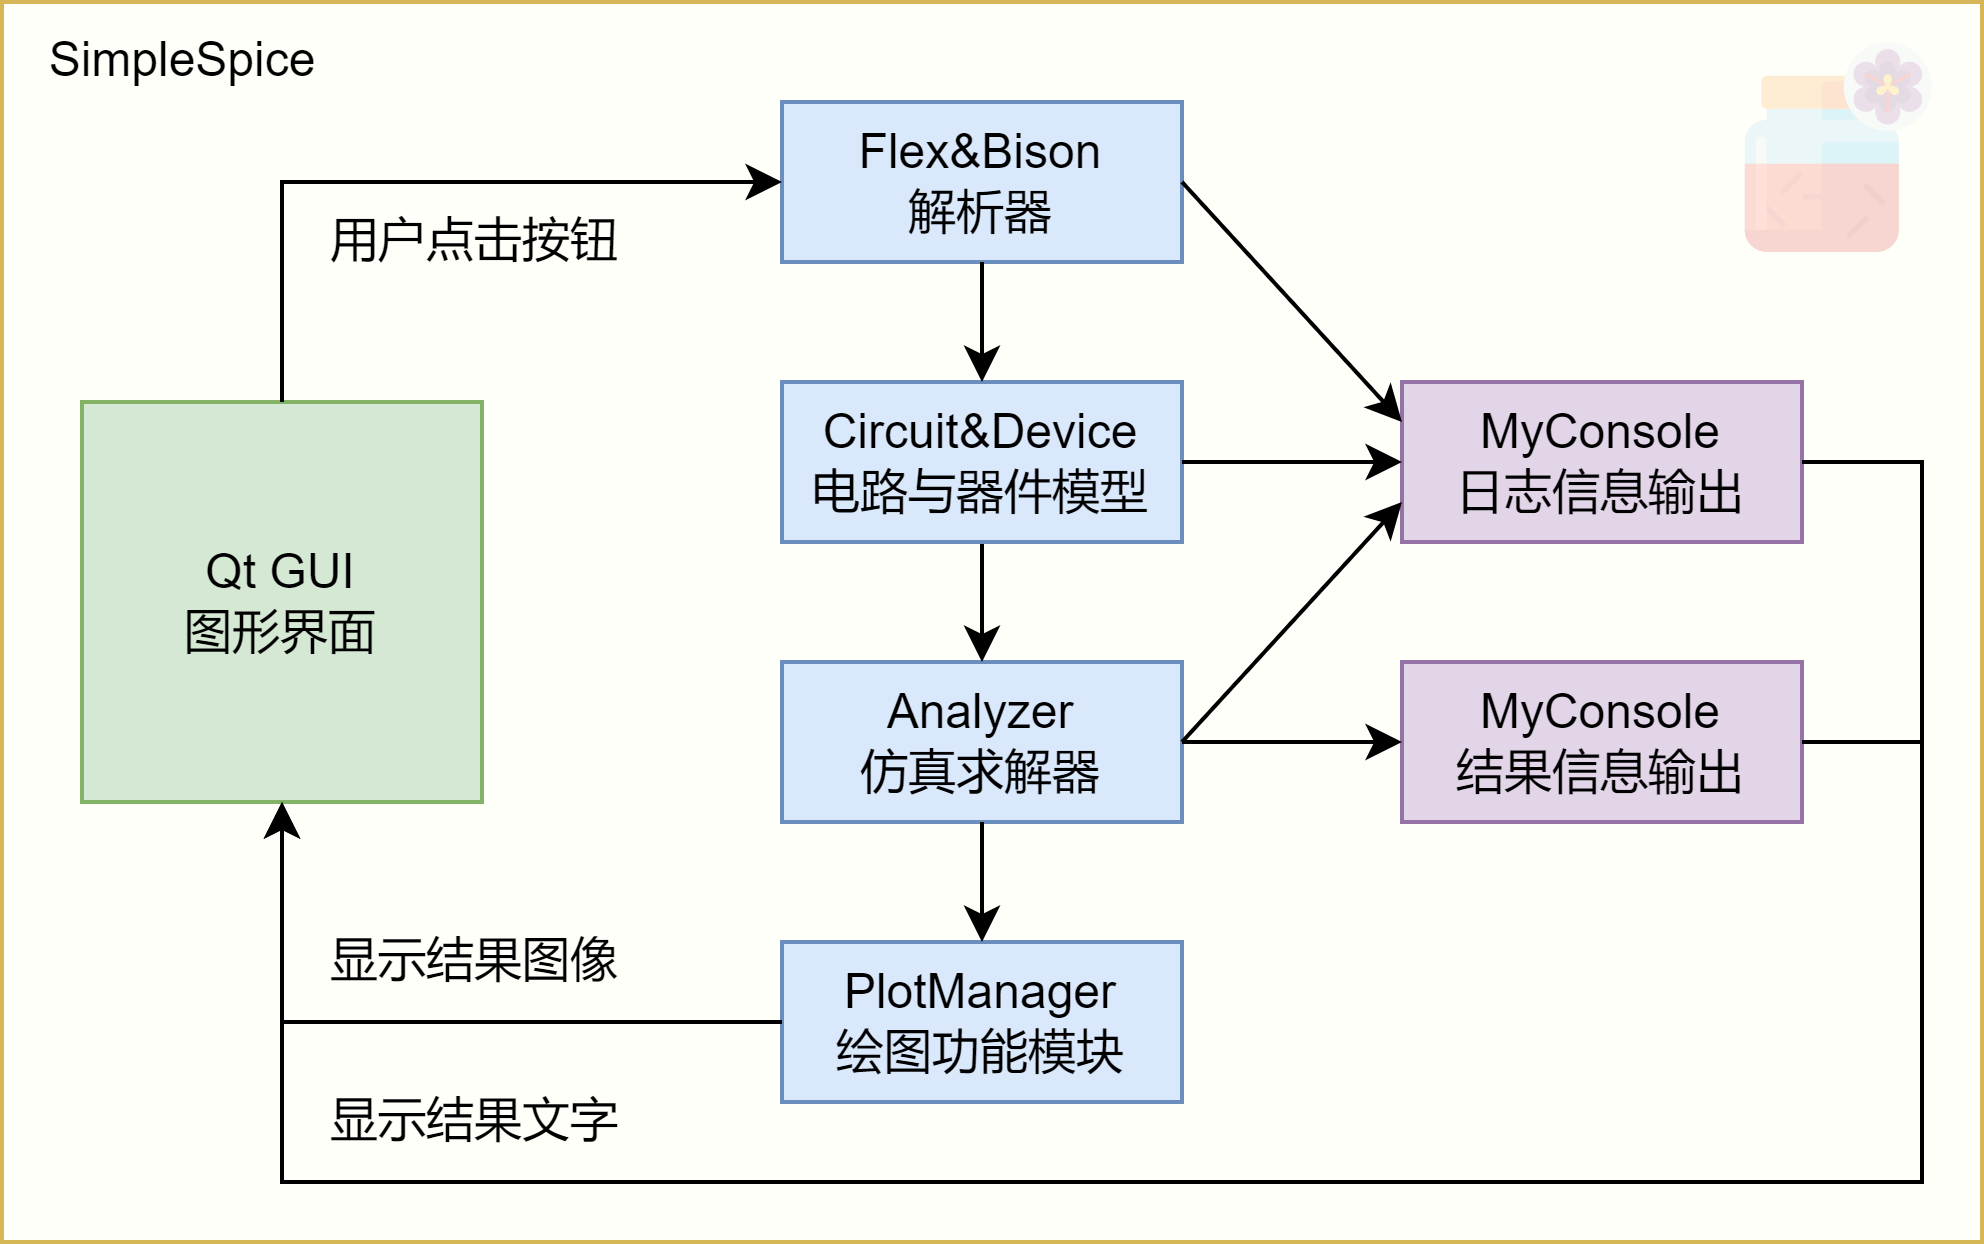 SimpleSpice
Flex&Bison
解析器
用户点击按钮
Circuit&Device
电路与器件模型
MyConsole
日志信息输出
Qt GUI
图形界面
Analyzer
仿真求解器
MyConsole
结果信息输出
显示结果图像
PlotManager
绘图功能模块
显示结果文字